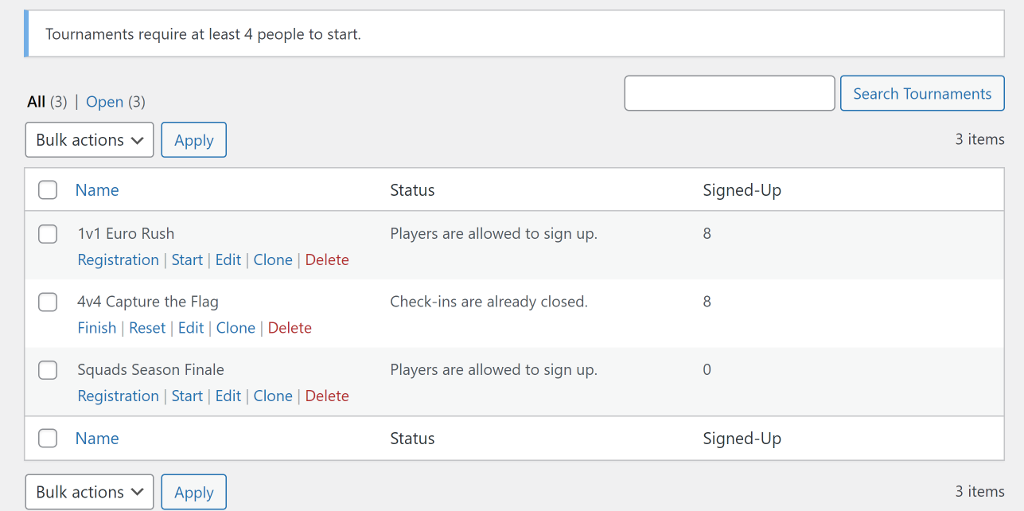 Tournaments require at least 4 people to start.
All (3) | Open (3)
Search Tournaments
Bulk actions Apply 3 items
Name Status Signed-Up
1v1 Euro Rush Players are allowed to sign up. 8
Registration | Start | Edit | Clone | Delete
4v4 Capture the Flag Check-ins are already closed. 8
Finish | Reset | Edit | Clone | Delete
Squads Season Finale Players are allowed to sign up. 0
Registration | Start | Edit | Clone | Delete
Name Status Signed-Up
Bulk actions Apply 3 items